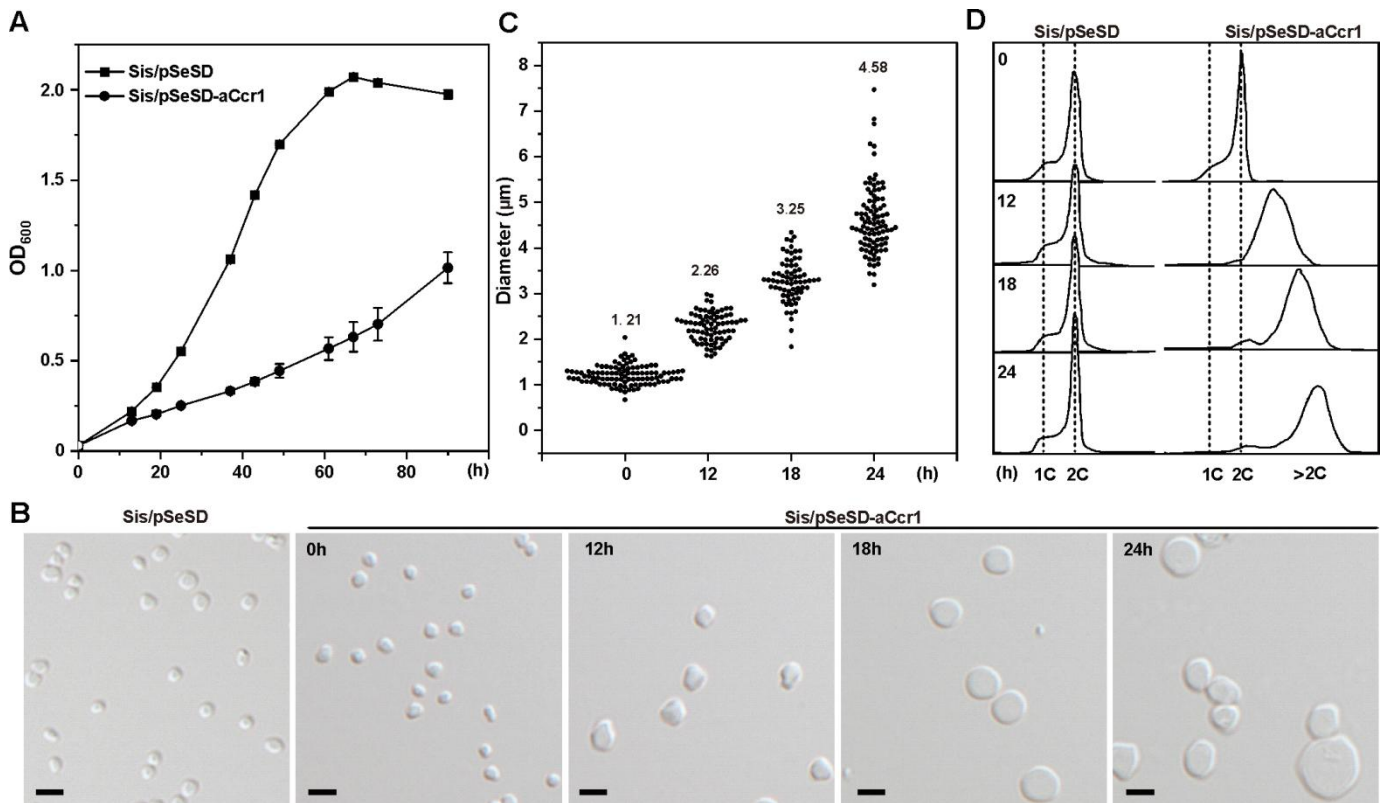 A
Sis/pSeSD
Sis/pSeSD-aCcr1
OD600
2.0
1.5
1.0
0.5
0
0 20 40 60 80 (h)
C
Diameter (μm)
8
7
6
5
4
3
2
1
0
1. 21
2.26
3.25
4.58
0 12 18 24 (h)
D
Sis/pSeSD Sis/pSeSD-aCcr1
0
12
18
24
(h) 1C 2C 1C 2C >2C
B
Sis/pSeSD Sis/pSeSD-aCcr1
0h 12h 18h 24h